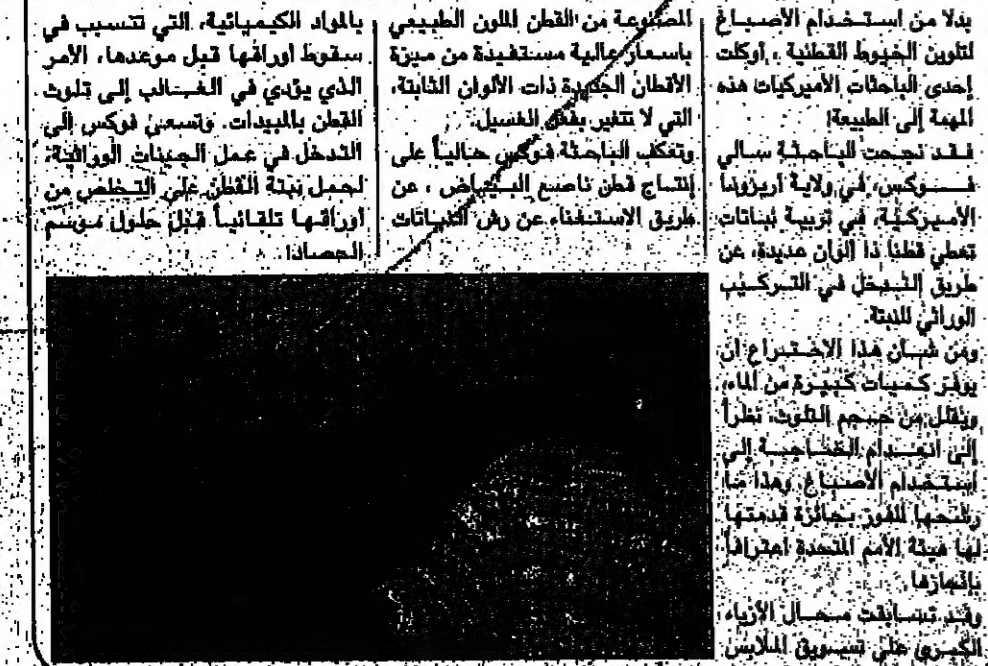 بدلا من استخدام الأصباغ
لتلوين الخيوط القطنية ، أوكلت
إحدى الباحثات الأميركيات هذه
المهمة إلى الطبيعة!
فقد نجحت الباحثة سالي
فوكس، في ولاية اريزونا
الأميركية، في تربية نباتات
تعطي قطنا ذا ألوان عديدة، عن
طريق التدخل في التركيب
الوراثي للنبتة.
ومن شأن هذا الاختراع ان
يوفر كميات كبيرة من الماء،
ويقلل من حجم التلوث، نظرا
إلى انعدام الحاجة إلى
استخدام الأصباغ وهذا ما
رشحها للفوز بجائزة قدمتها
لها هيئة الأمم المتحدة اعترافا
بإنجازها.
وقد تسابقت محال الأزياء
الكبرى على تسويق الملابس
المصنوعة من القطن الملون الطبيعي
باسعار عالية مستفيدة من ميزة
الأقطان الجديدة ذات الألوان الثابتة،
التي لا تتغير بفعل الغسيل.
وتعكف الباحثة فوكس حالياً على
إنتاج قطن ناصع البياض ، عن
طريق الاستغناء عن رش النباتات
بالمواد الكيميائية، التي تتسبب في
سقوط اوراقها قبل موعدها، الأمر
الذي يؤدي في الغالب إلى تلوث
القطن بالمبيدات. وتسعى فوكس إلى
التدخل في عمل الجينات الوراثية،
لحمل نبتة القطن على التخلص من
أوراقها تلقائياً قبل حلول موسم
الحصاد!